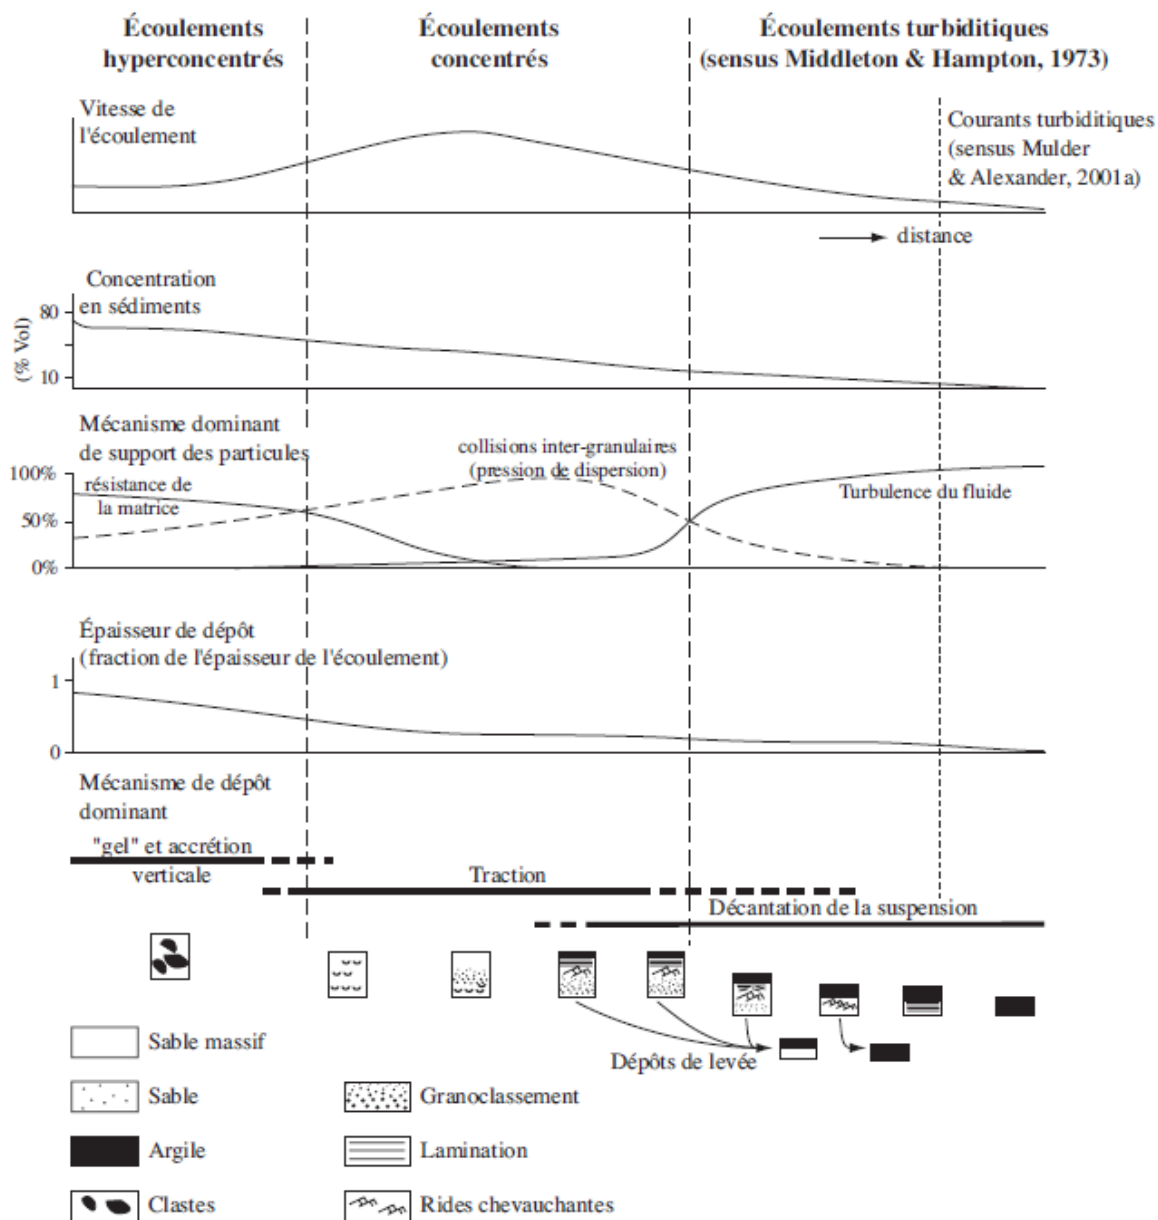 Écoulements
hyperconcentrés
Écoulements
concentrés
Écoulements turbiditiques
(sensus Middleton & Hampton, 1973)
Vitesse de
l'écoulement
Courants turbiditiques
(sensus Mulder
& Alexander, 2001a)
distance
Concentration
en sédiments
(% Vol)
80
10
Mécanisme dominant
de support des particules
collisions inter-granulaires
(pression de dispersion)
100%
résistance de
la matrice
Turbulence du fluide
50%
0%
Épaisseur de dépôt
(fraction de l'épaisseur de l'écoulement)
1
0
Mécanisme de dépôt
dominant
"gel" et accrétion
verticale
Traction
Décantation de la suspension
Dépôts de levée
Sable massif
Sable
Granoclassement
Argile
Lamination
Clastes
Rides chevauchantes